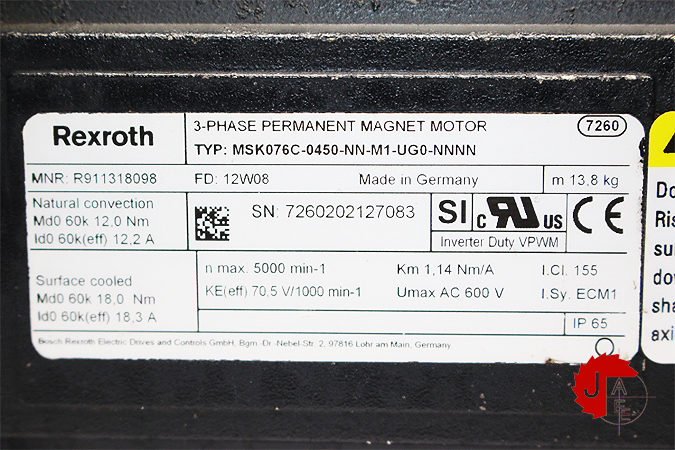 Rexroth
3-PHASE PERMANENT MAGNET MOTOR
7260
TYP: MSK076C-0450-NN-M1-UG0-NNNN
MNR: R911318098
FD: 12W08
Made in Germany
m 13,8 kg
Natural convection
Md0 60k 12,0 Nm
Id0 60k(eff) 12,2 A
SN: 7260202127083
SI
c RU us
CE
Inverter Duty VPWM
Surface cooled
Md0 60k 18,0 Nm
Id0 60k(eff) 18,3 A
n max. 5000 min-1
Km 1,14 Nm/A
I.Cl. 155
KE(eff) 70,5 V/1000 min-1
Umax AC 600 V
I.Sy. ECM1
IP 65
Bosch Rexroth Electric Drives and Controls GmbH, Bgm.-Dr.-Nebel-Str. 2, 97816 Lohr am Main, Germany
Do
Ris
su
dov
sha
axi
J